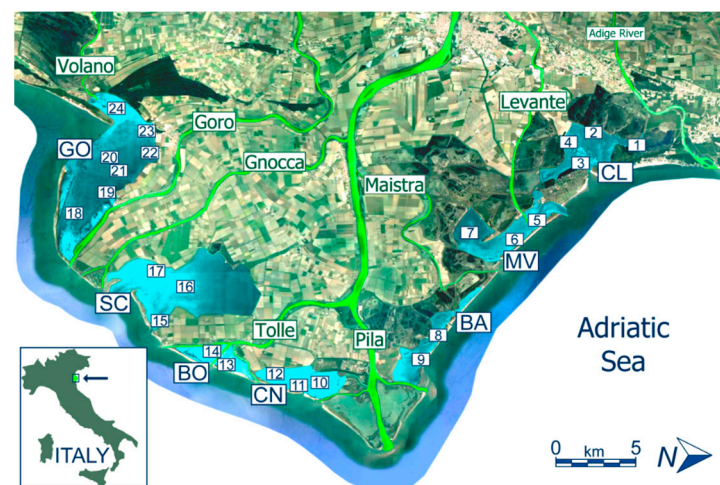 Adige River
Volano
Levante
24
23
Goro
2
4
1
GO
22
20
Gnocca
3
21
CL
Maistra
19
18
5
7
6
MV
17
16
SC
BA
15
Tolle
Pila
8
Adriatic
Sea
14
9
BO
13
12
10
11
CN
ITALY
0 km 5
N